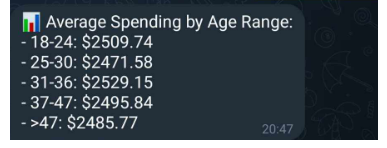 📊 Average Spending by Age Range:
- 18-24: $2509.74
- 25-30: $2471.58
- 31-36: $2529.15
- 37-47: $2495.84
- >47: $2485.77
20:47